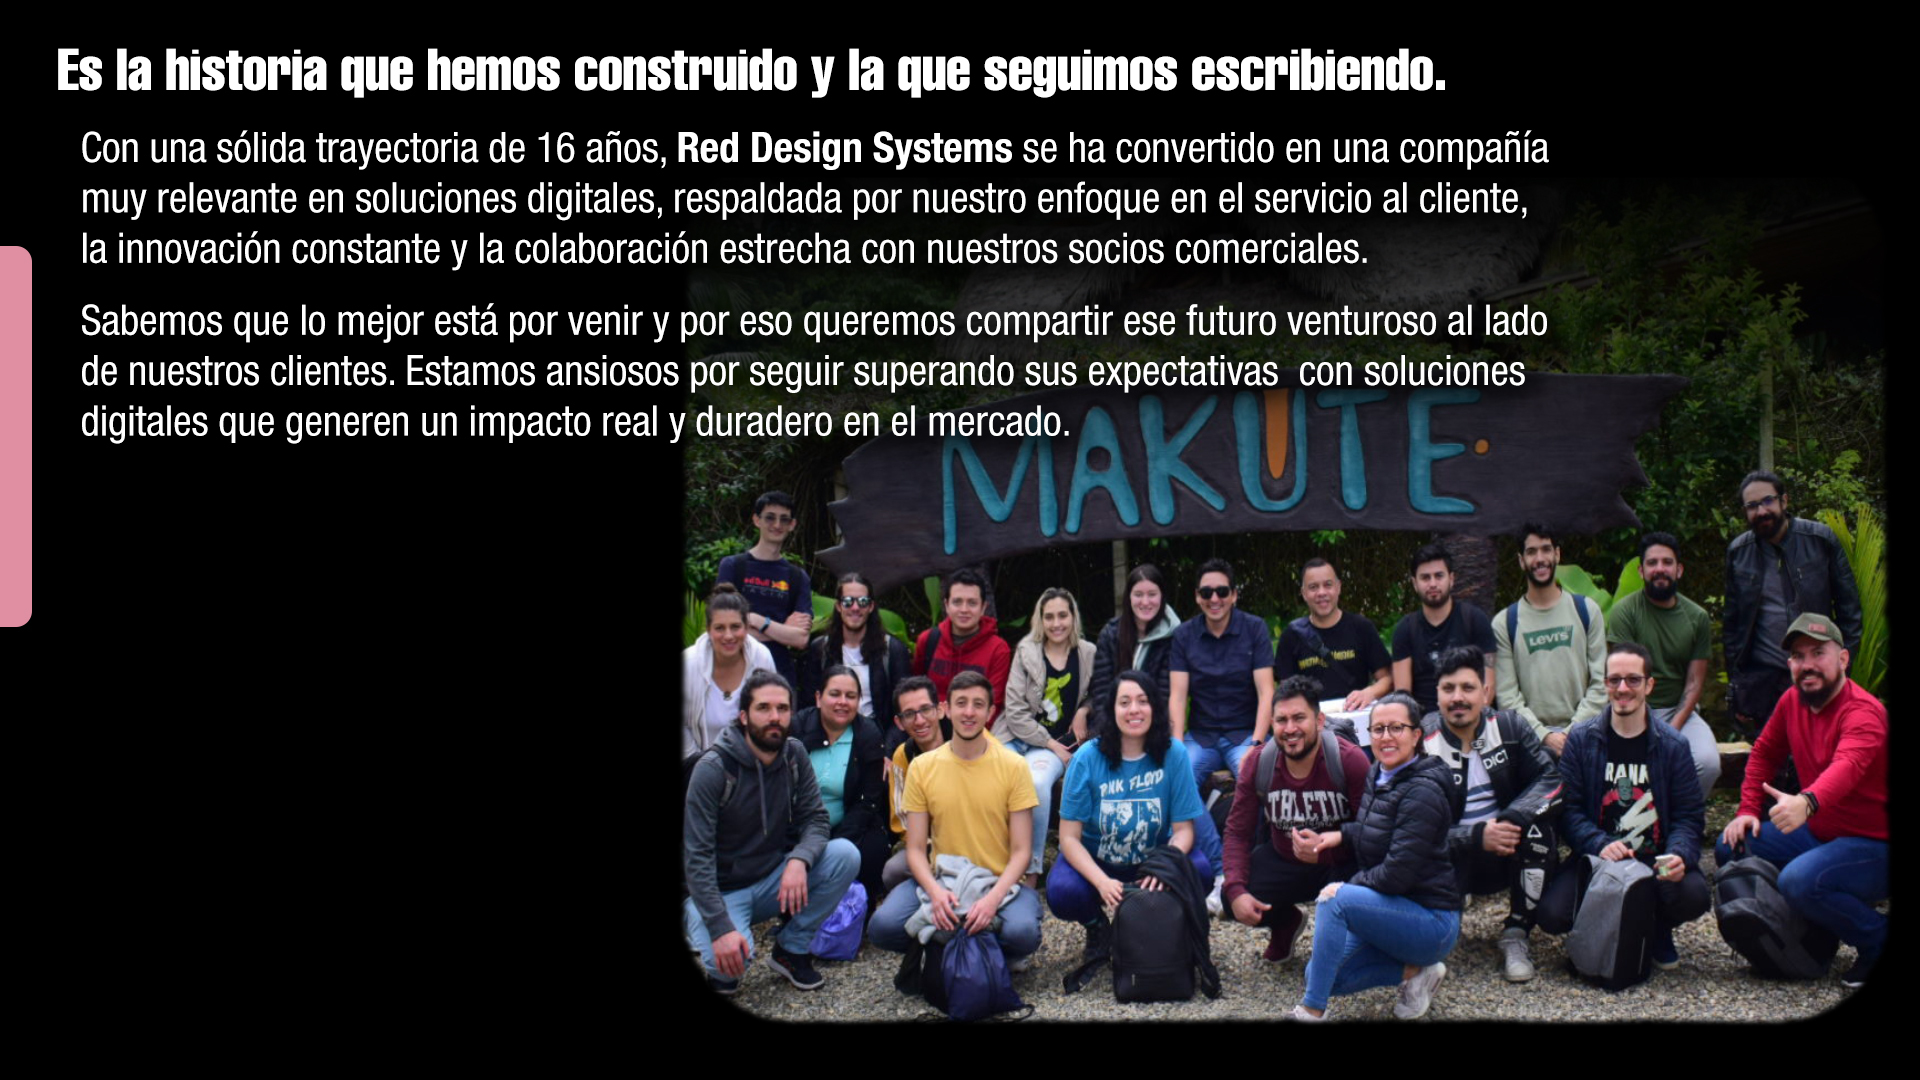 Es la historia que hemos construido y la que seguimos escribiendo.
Con una sólida trayectoria de 16 años, Red Design Systems se ha convertido en una compañía
muy relevante en soluciones digitales, respaldada por nuestro enfoque en el servicio al cliente,
la innovación constante y la colaboración estrecha con nuestros socios comerciales.
Sabemos que lo mejor está por venir y por eso queremos compartir ese futuro venturoso al lado
de nuestros clientes. Estamos ansiosos por seguir superando sus expectativas  con soluciones
digitales que generen un impacto real y duradero en el mercado.
MAKUTE
Red Bull
RACING
LEVI'S
PINK FLOYD
ATHLETIC
DICT